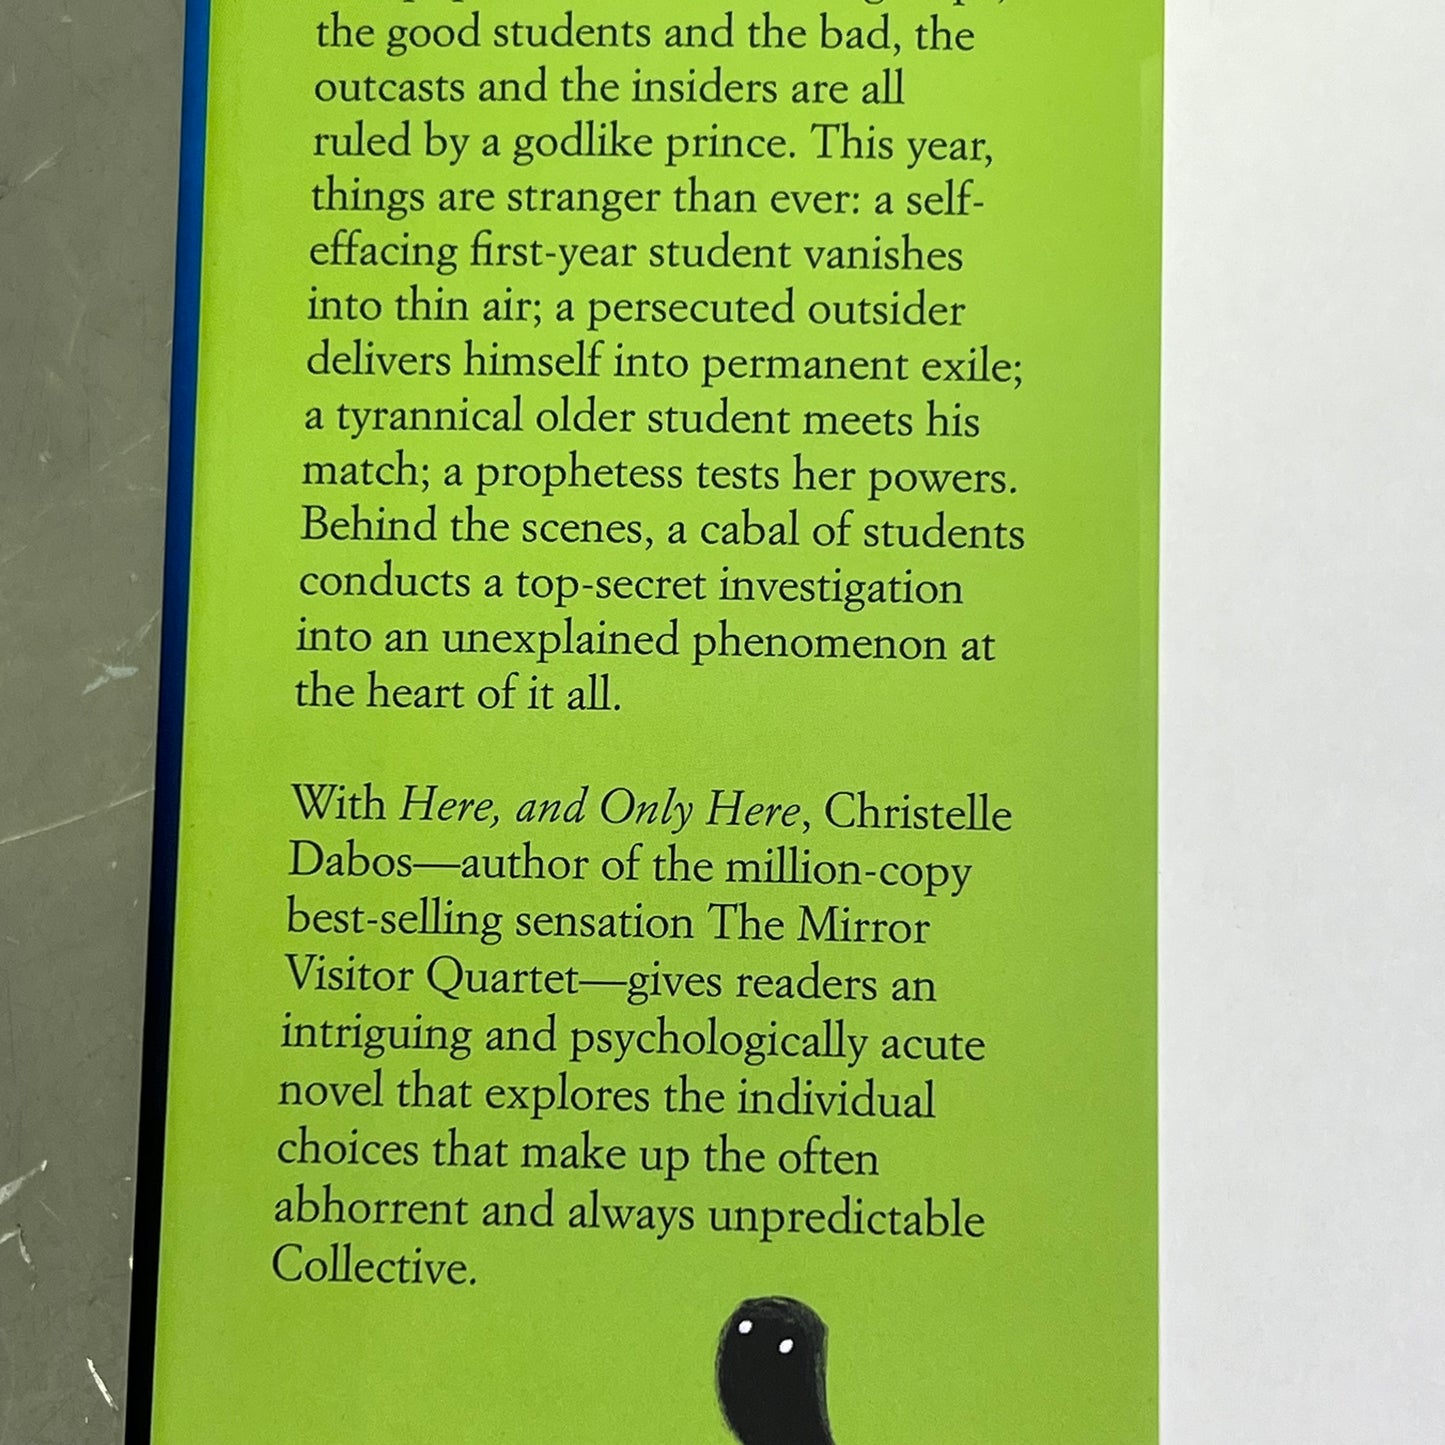 the good students and the bad, the
outcasts and the insiders are all
ruled by a godlike prince. This year,
things are stranger than ever: a self-
effacing first-year student vanishes
into thin air; a persecuted outsider
delivers himself into permanent exile;
a tyrannical older student meets his
match; a prophetess tests her powers.
Behind the scenes, a cabal of students
conducts a top-secret investigation
into an unexplained phenomenon at
the heart of it all.
With Here, and Only Here, Christelle
Dabos—author of the million-copy
best-selling sensation The Mirror
Visitor Quartet—gives readers an
intriguing and psychologically acute
novel that explores the individual
choices that make up the often
abhorrent and always unpredictable
Collective.